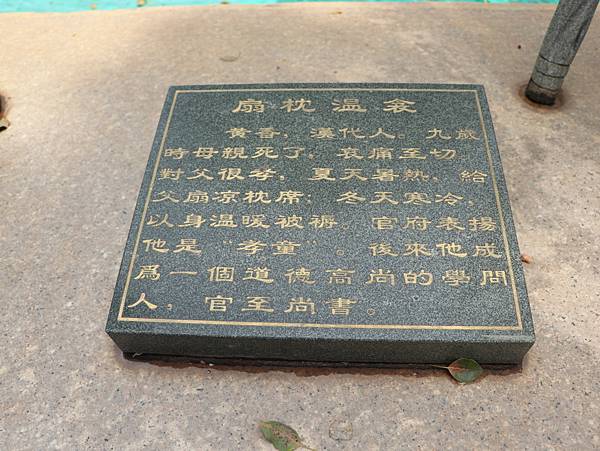 扇枕温衾
黃香，漢代人。九歲
時母親死了，哀痛至切。
對父很孝，夏天暑熱，給
父扇凉枕席；冬天寒冷，
以身温暖被褥。官府表揚
他是“孝童”。後來他成
爲一個道德高尚的學問
人，官至尚書。